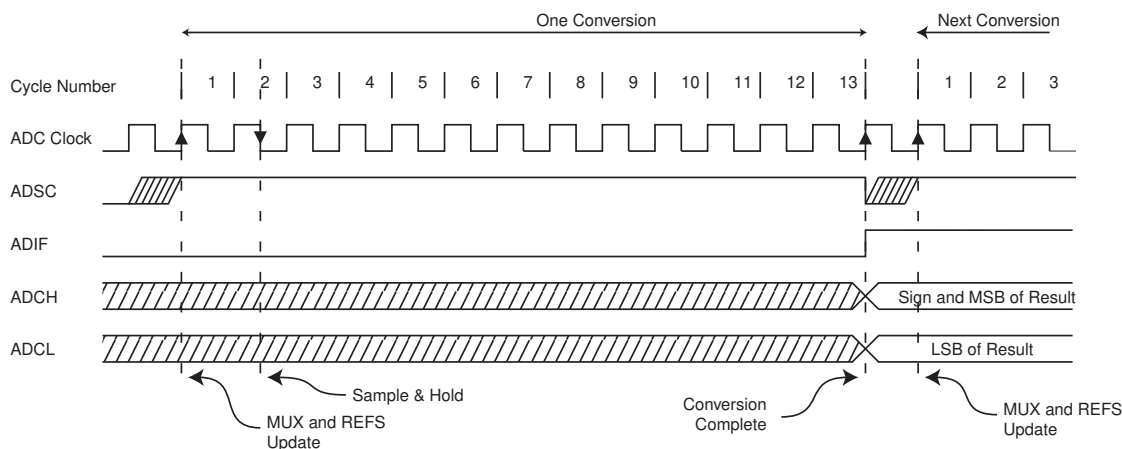 One Conversion
Next Conversion
Cycle Number
1 2 3 4 5 6 7 8 9 10 11 12 13 1 2 3
ADC Clock
ADSC
ADIF
ADCH
Sign and MSB of Result
ADCL
LSB of Result
Sample & Hold
MUX and REFS
Update
Conversion
Complete
MUX and REFS
Update